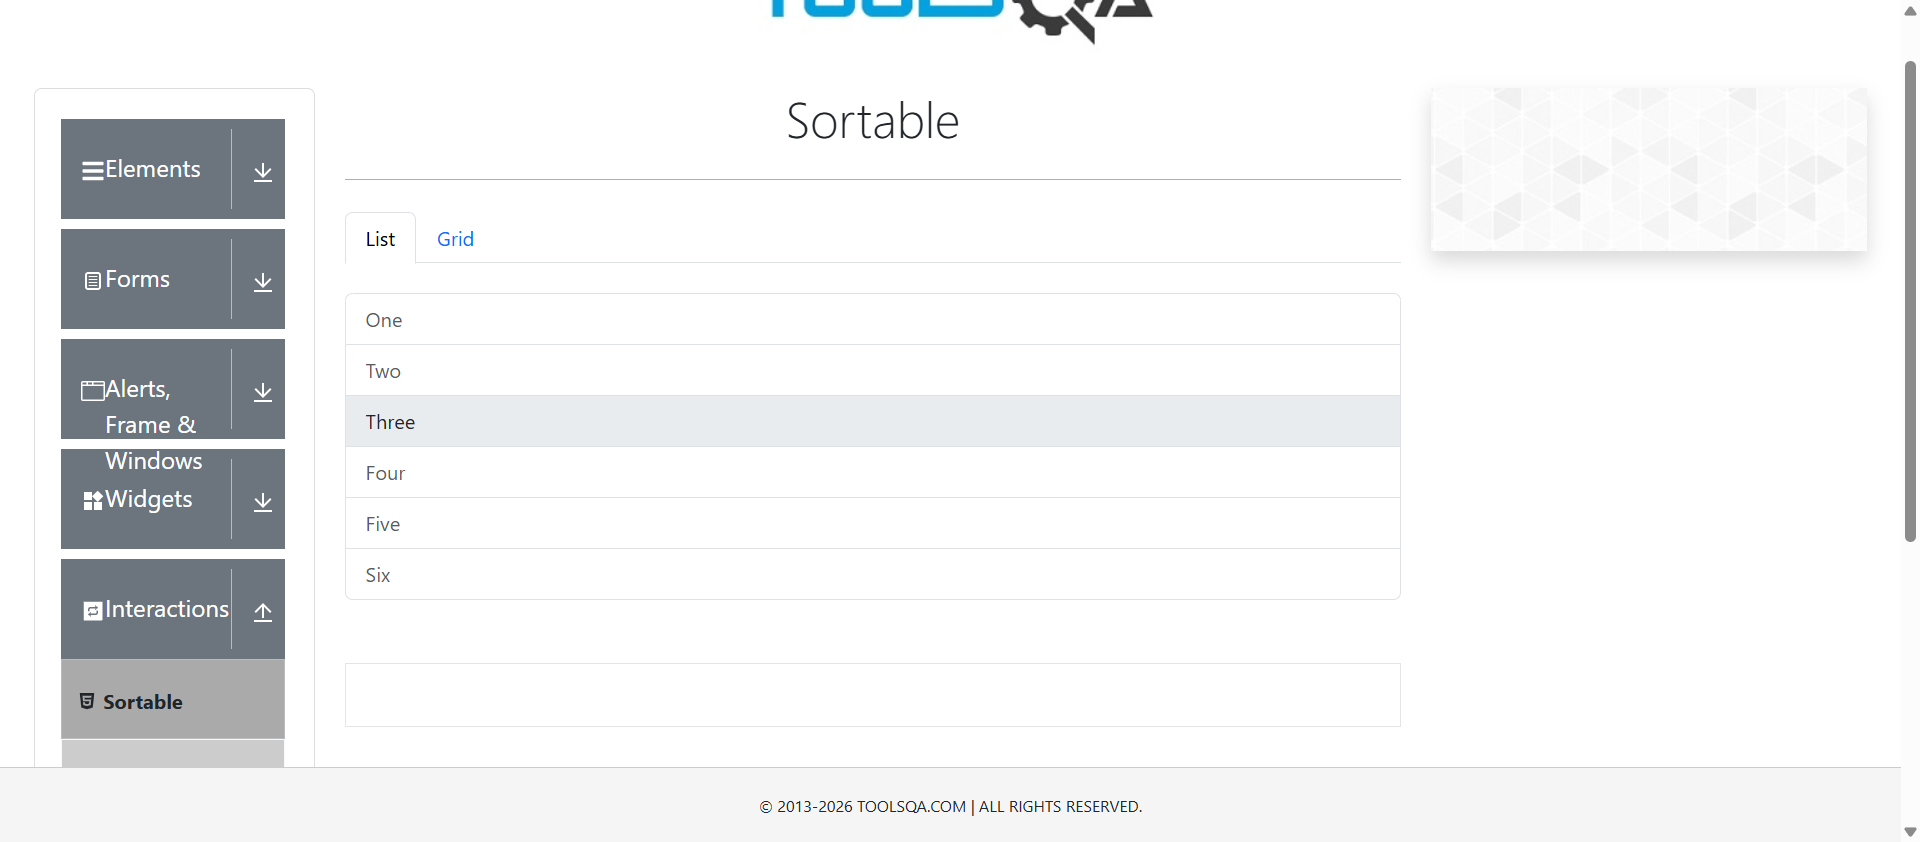 TOOLSQA
Sortable
Elements
Forms
Alerts,
Frame &
Windows
Widgets
Interactions
Sortable
List
Grid
One
Two
Three
Four
Five
Six
© 2013-2026 TOOLSQA.COM | ALL RIGHTS RESERVED.